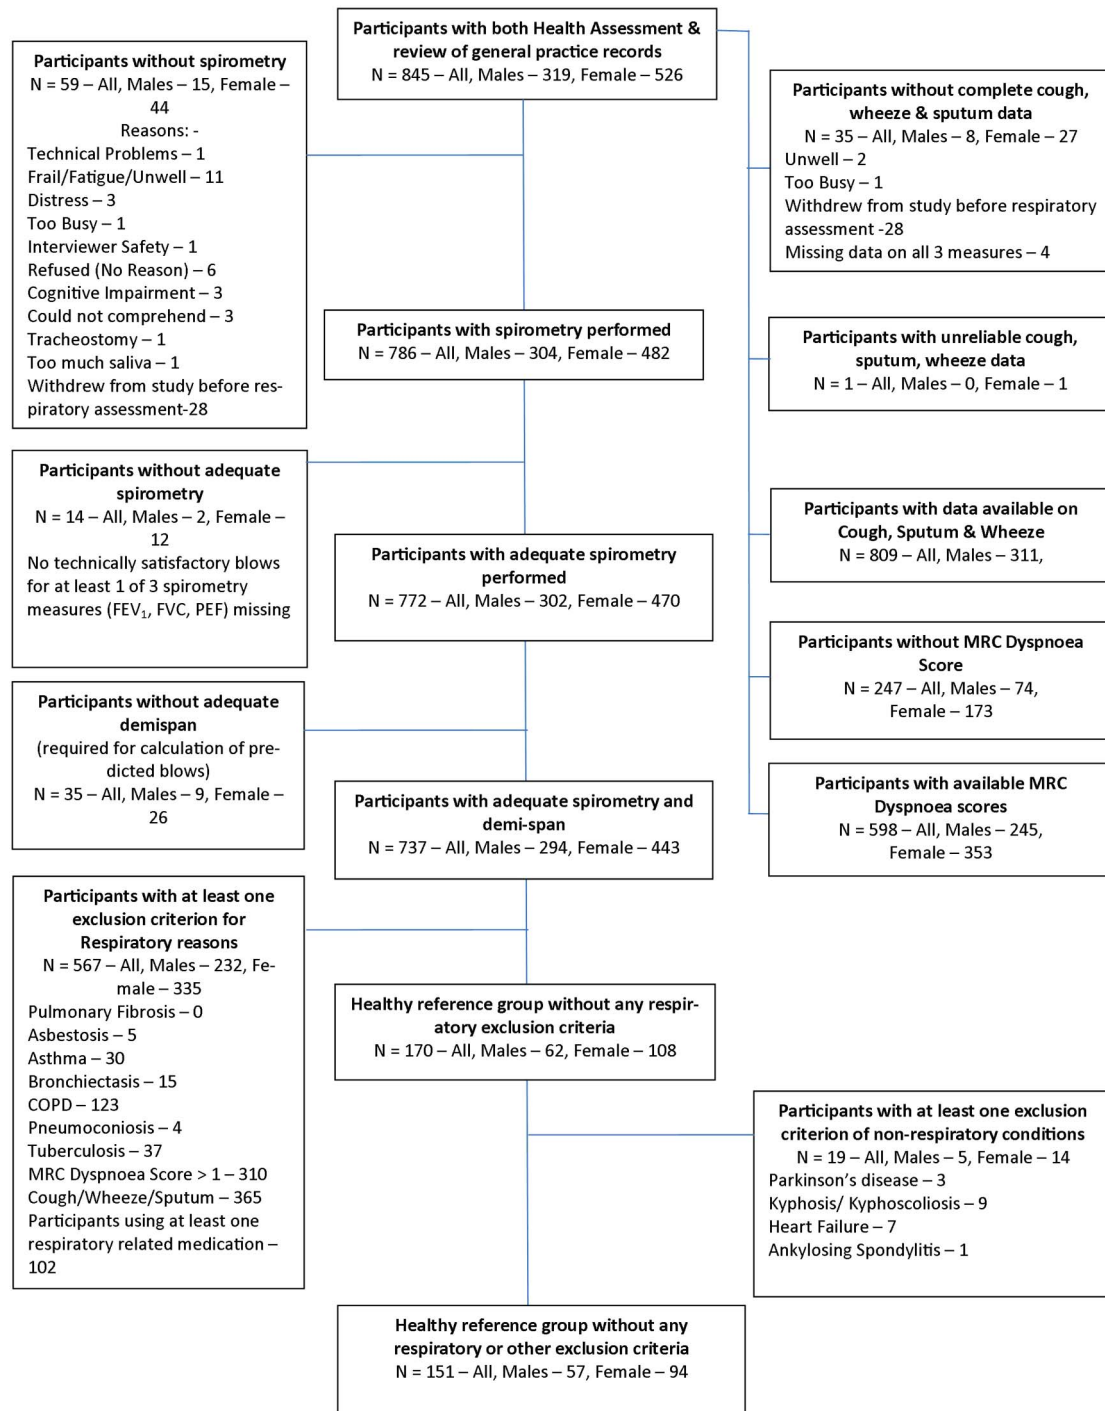 Participants with both Health Assessment &
review of general practice records
N = 845 – All, Males – 319, Female – 526
Participants without spirometry
N = 59 – All, Males – 15, Female –
44
Reasons: -
Technical Problems – 1
Frail/Fatigue/Unwell – 11
Distress – 3
Too Busy – 1
Interviewer Safety – 1
Refused (No Reason) – 6
Cognitive Impairment – 3
Could not comprehend – 3
Tracheostomy – 1
Too much saliva – 1
Withdrew from study before res-
piratory assessment-28
Participants without complete cough,
wheeze & sputum data
N = 35 – All, Males – 8, Female – 27
Unwell – 2
Too Busy – 1
Withdrew from study before respiratory
assessment -28
Missing data on all 3 measures – 4
Participants with spirometry performed
N = 786 – All, Males – 304, Female – 482
Participants with unreliable cough,
sputum, wheeze data
N = 1 – All, Males – 0, Female – 1
Participants without adequate
spirometry
N = 14 – All, Males – 2, Female –
12
No technically satisfactory blows
for at least 1 of 3 spirometry
measures (FEV₁, FVC, PEF) missing
Participants with adequate spirometry
performed
N = 772 – All, Males – 302, Female – 470
Participants with data available on
Cough, Sputum & Wheeze
N = 809 – All, Males – 311,
Participants without MRC Dyspnoea
Score
N = 247 – All, Males – 74,
Female – 173
Participants without adequate
demispan
(required for calculation of pre-
dicted blows)
N = 35 – All, Males – 9, Female –
26
Participants with adequate spirometry and
demi-span
N = 737 – All, Males – 294, Female – 443
Participants with available MRC
Dyspnoea scores
N = 598 – All, Males – 245,
Female – 353
Participants with at least one
exclusion criterion for
Respiratory reasons
N = 567 – All, Males – 232, Fe-
male – 335
Pulmonary Fibrosis – 0
Asbestosis – 5
Asthma – 30
Bronchiectasis – 15
COPD – 123
Pneumoconiosis – 4
Tuberculosis – 37
MRC Dyspnoea Score > 1 – 310
Cough/Wheeze/Sputum – 365
Participants using at least one
respiratory related medication –
102
Healthy reference group without any respir-
atory exclusion criteria
N = 170 – All, Males – 62, Female – 108
Participants with at least one exclusion
criterion of non-respiratory conditions
N = 19 – All, Males – 5, Female – 14
Parkinson's disease – 3
Kyphosis/ Kyphoscoliosis – 9
Heart Failure – 7
Ankylosing Spondylitis – 1
Healthy reference group without any
respiratory or other exclusion criteria
N = 151 – All, Males – 57, Female – 94